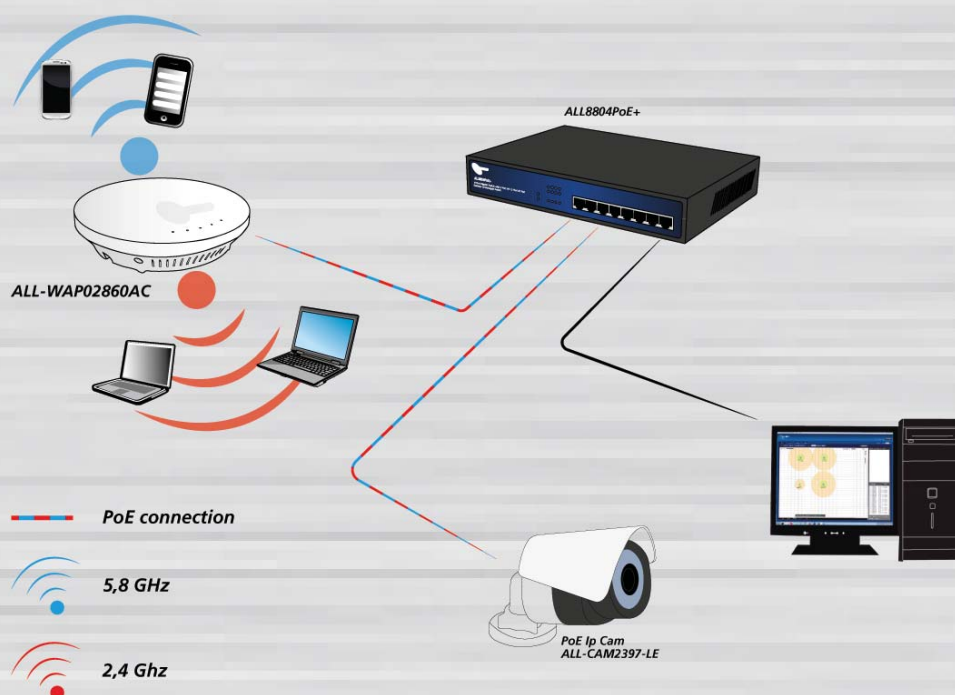 ALL8804PoE+
ALL-WAP02860AC
PoE connection
5,8 GHz
2,4 Ghz
PoE Ip Cam
ALL-CAM2397-LE